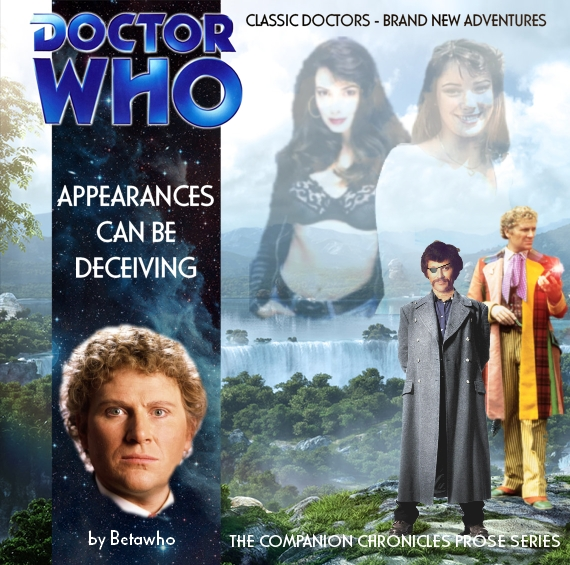 DOCTOR
WHO
CLASSIC DOCTORS - BRAND NEW ADVENTURES
APPEARANCES
CAN BE
DECEIVING
by Betawho
THE COMPANION CHRONICLES PROSE SERIES